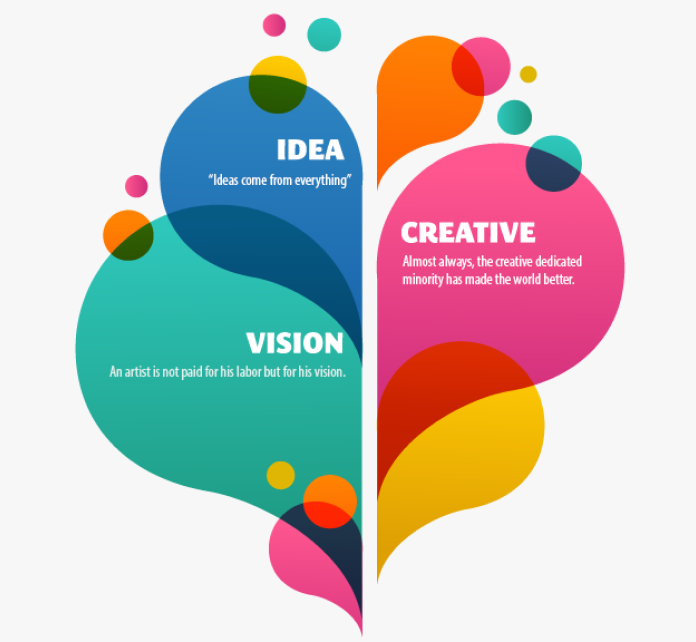 IDEA
“Ideas come from everything”
CREATIVE
Almost always, the creative dedicated
minority has made the world better.
VISION
An artist is not paid for his labor but for his vision.